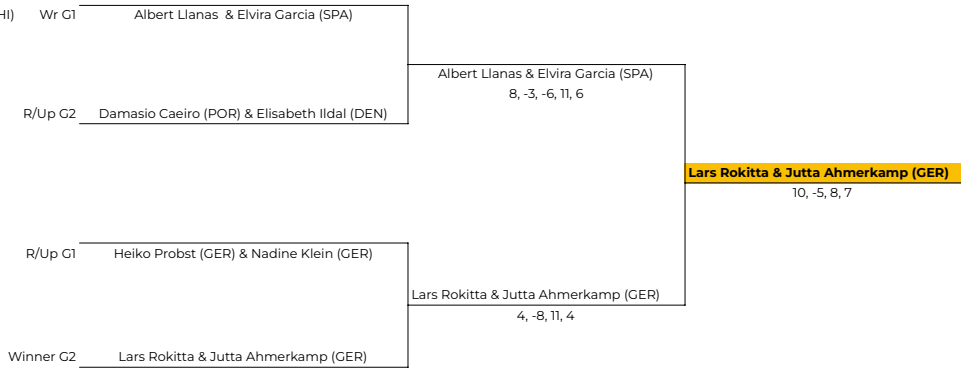 HI) Wr G1 Albert Llanas & Elvira Garcia (SPA)
Albert Llanas & Elvira Garcia (SPA)
8, -3, -6, 11, 6
R/Up G2 Damasio Caeiro (POR) & Elisabeth Ildal (DEN)
Lars Rokitta & Jutta Ahmerkamp (GER)
10, -5, 8, 7
R/Up G1 Heiko Probst (GER) & Nadine Klein (GER)
Lars Rokitta & Jutta Ahmerkamp (GER)
4, -8, 11, 4
Winner G2 Lars Rokitta & Jutta Ahmerkamp (GER)